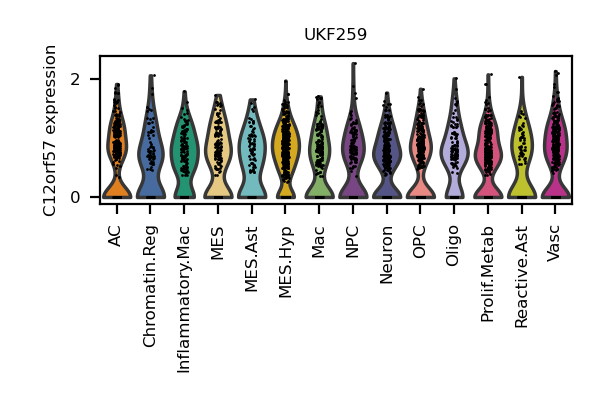 UKF259
C12orf57 expression
2
0
AC
Chromatin.Reg
Inflammatory.Mac
MES
MES.Ast
MES.Hyp
Mac
NPC
Neuron
OPC
Oligo
Prolif.Metab
Reactive.Ast
Vasc